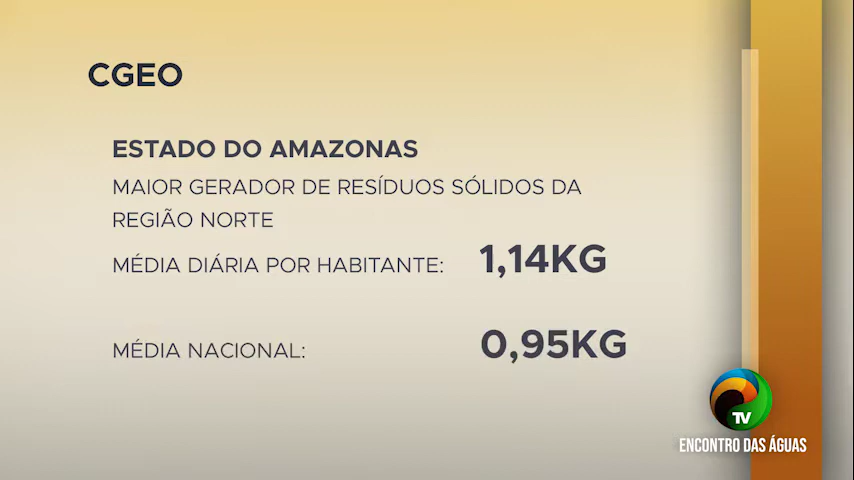 CGEO
ESTADO DO AMAZONAS
MAIOR GERADOR DE RESÍDUOS SÓLIDOS DA
REGIÃO NORTE
MÉDIA DIÁRIA POR HABITANTE: 1,14KG
MÉDIA NACIONAL: 0,95KG
TV
ENCONTRO DAS ÁGUAS